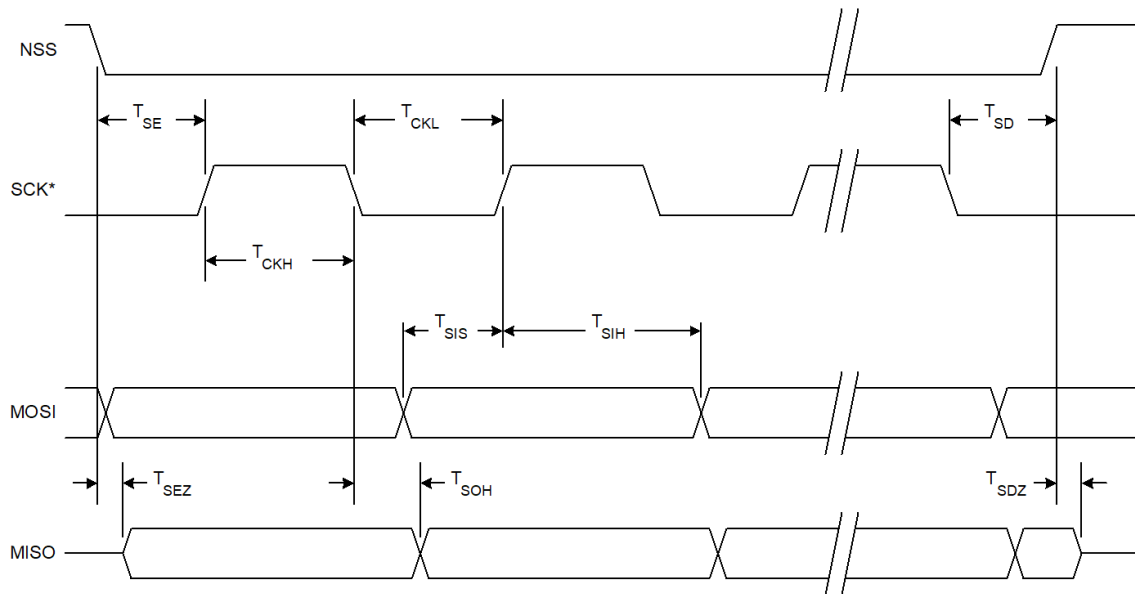 NSS
T_SE
T_CKL
T_SD
SCK*
T_CKH
T_SIS
T_SIH
MOSI
T_SEZ
T_SOH
T_SDZ
MISO